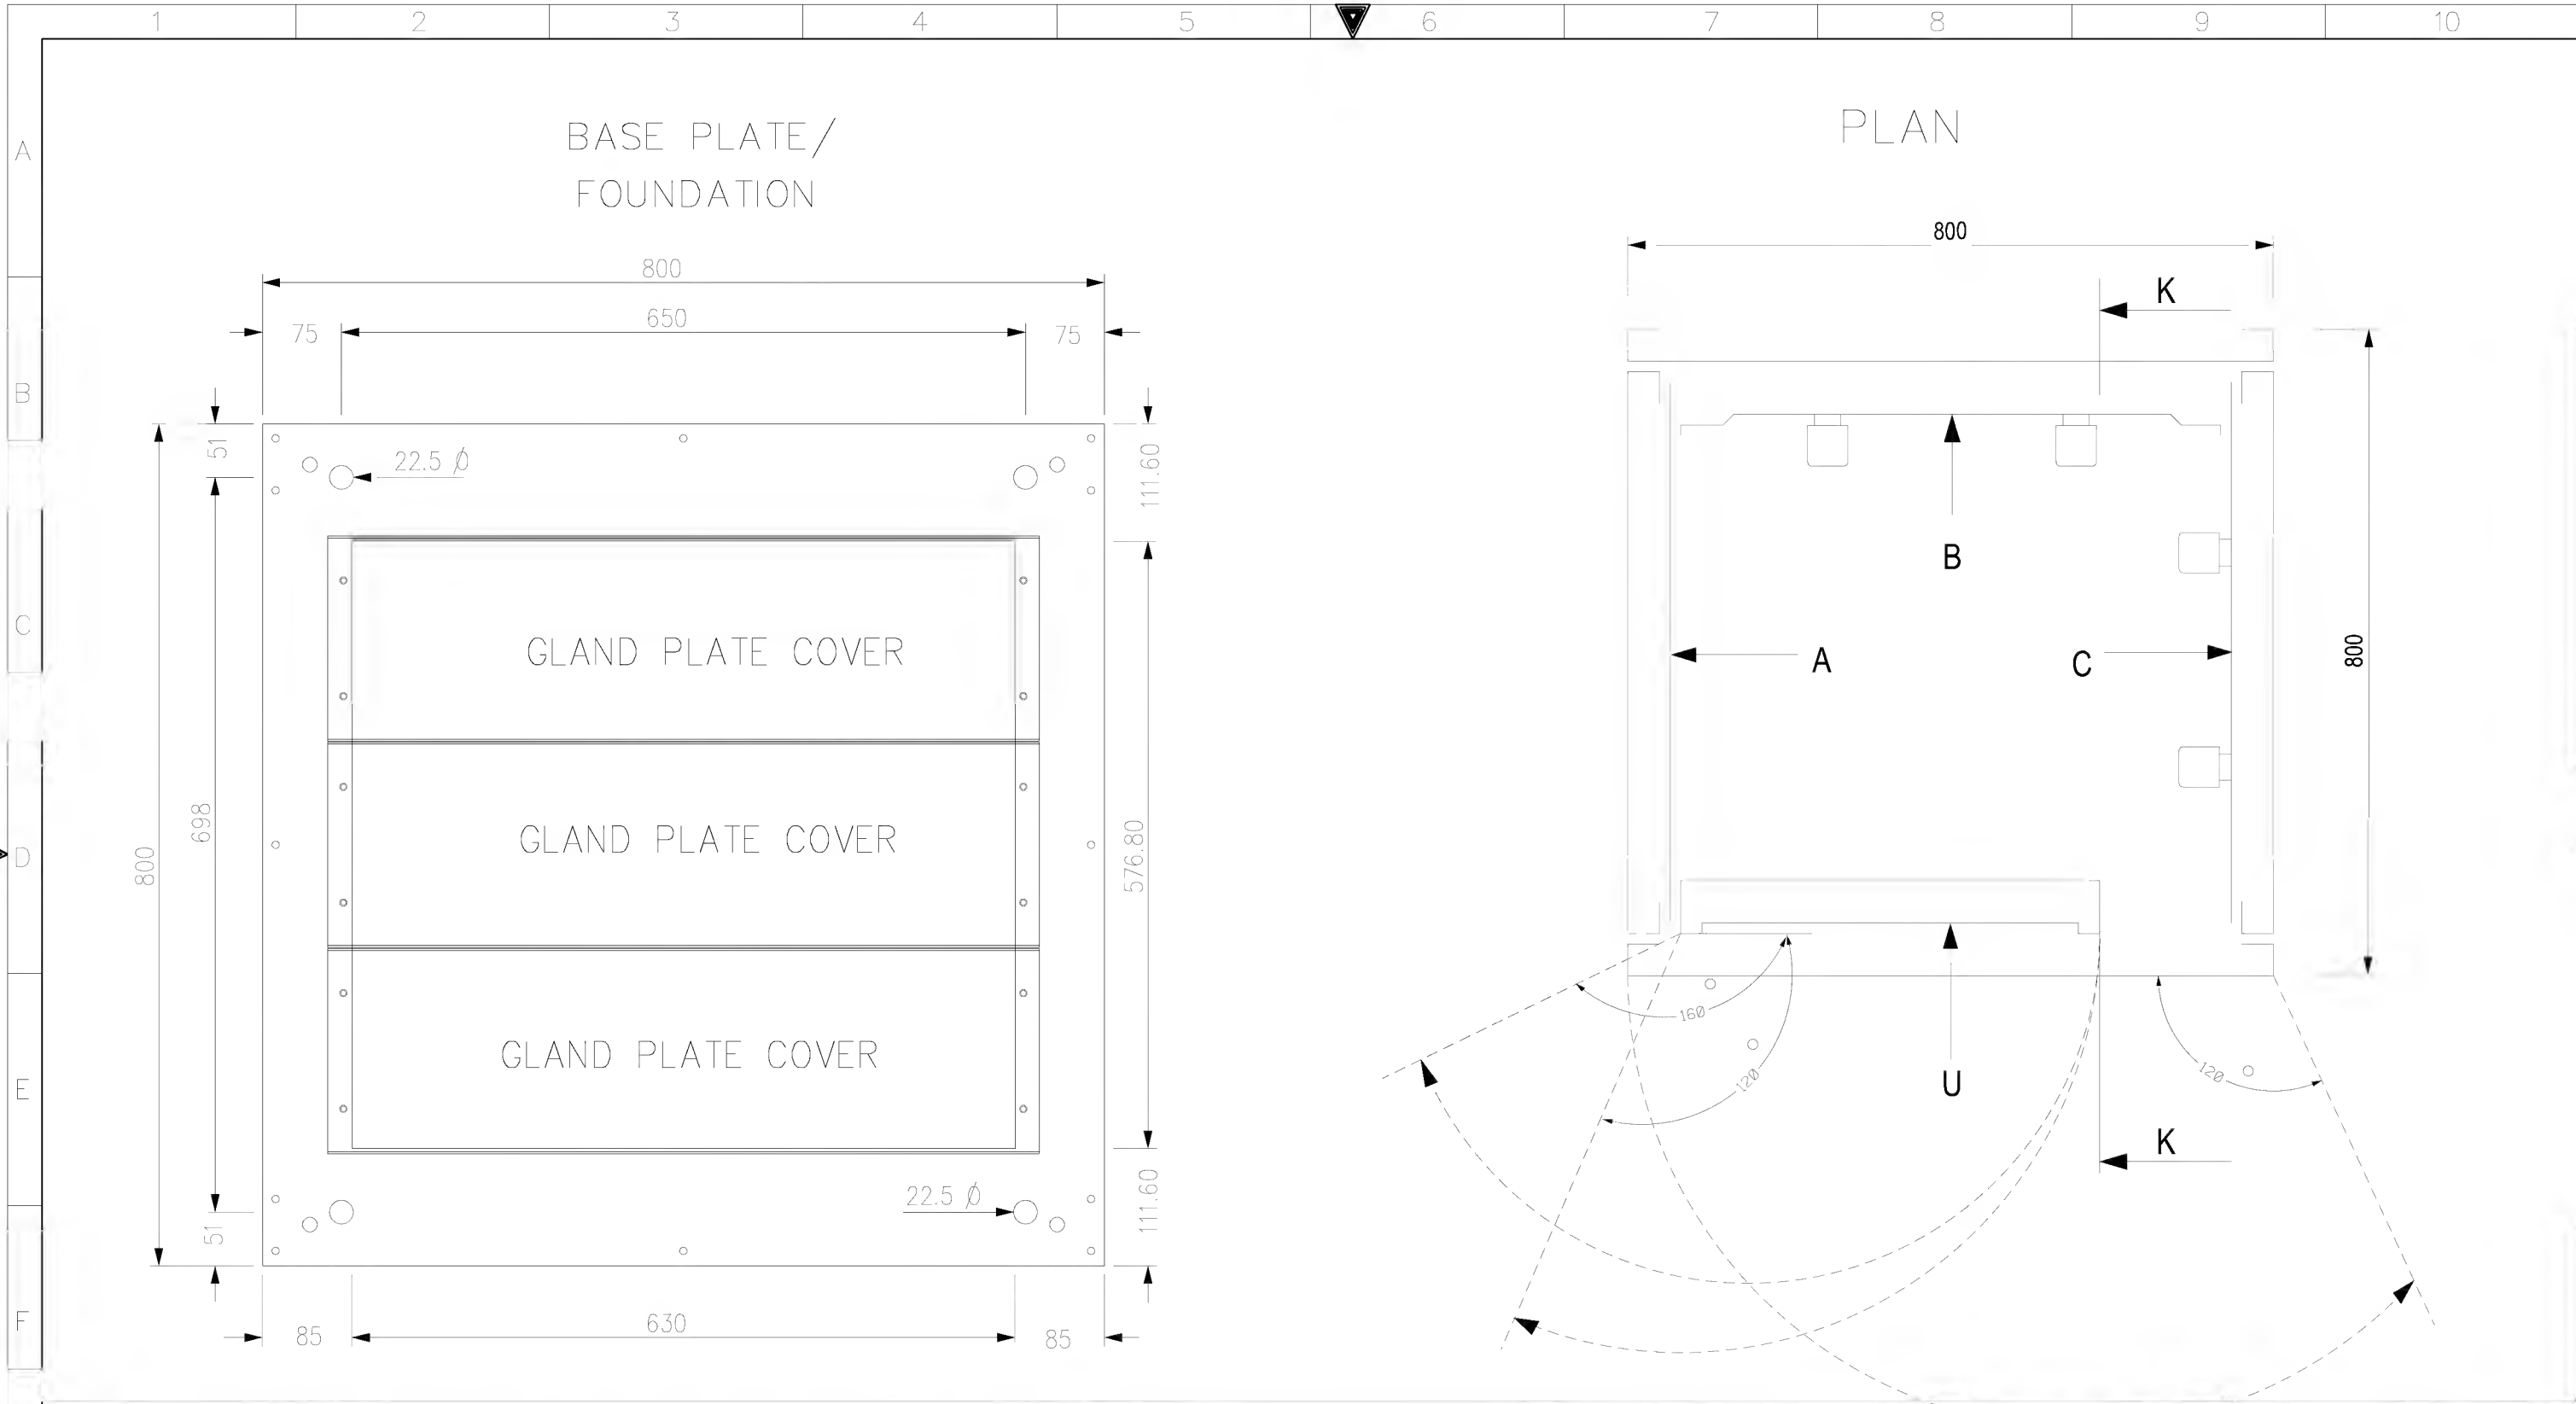 1 2 3 4 5 6 7 8 9 10
A
B
C
D
E
F
BASE PLATE/
FOUNDATION
800
75 650 75
51
22.5 Ø
111.60
GLAND PLATE COVER
800
698
GLAND PLATE COVER
576.80
GLAND PLATE COVER
22.5 Ø
51
111.60
85 630 85
PLAN
800
K
B
A
C
800
160
120
U
120
K